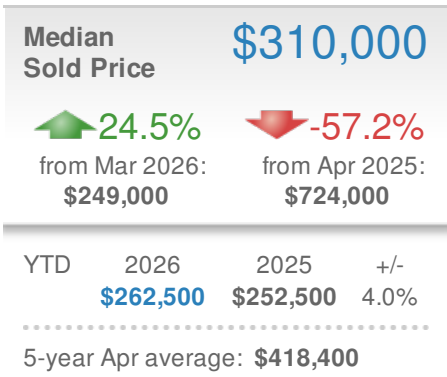 Median
Sold Price
$310,000
24.5%
from Mar 2026:
$249,000
-57.2%
from Apr 2025:
$724,000
YTD 2026 2025 +/-
$262,500 $252,500 4.0%
5-year Apr average: $418,400